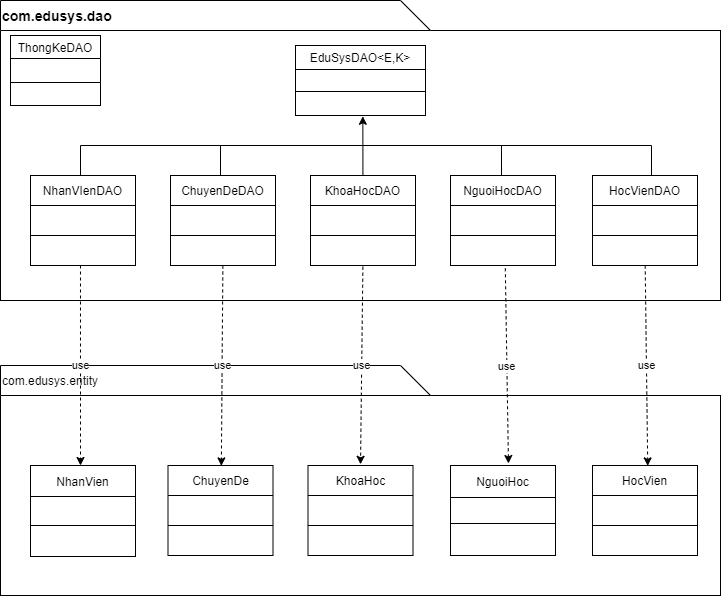 com.edusys.dao
ThongKeDAO
EduSysDAO<E,K>
NhanVIenDAO
ChuyenDeDAO
KhoaHocDAO
NguoiHocDAO
HocVienDAO
use
use
use
use
use
com.edusys.entity
NhanVien
ChuyenDe
KhoaHoc
NguoiHoc
HocVien